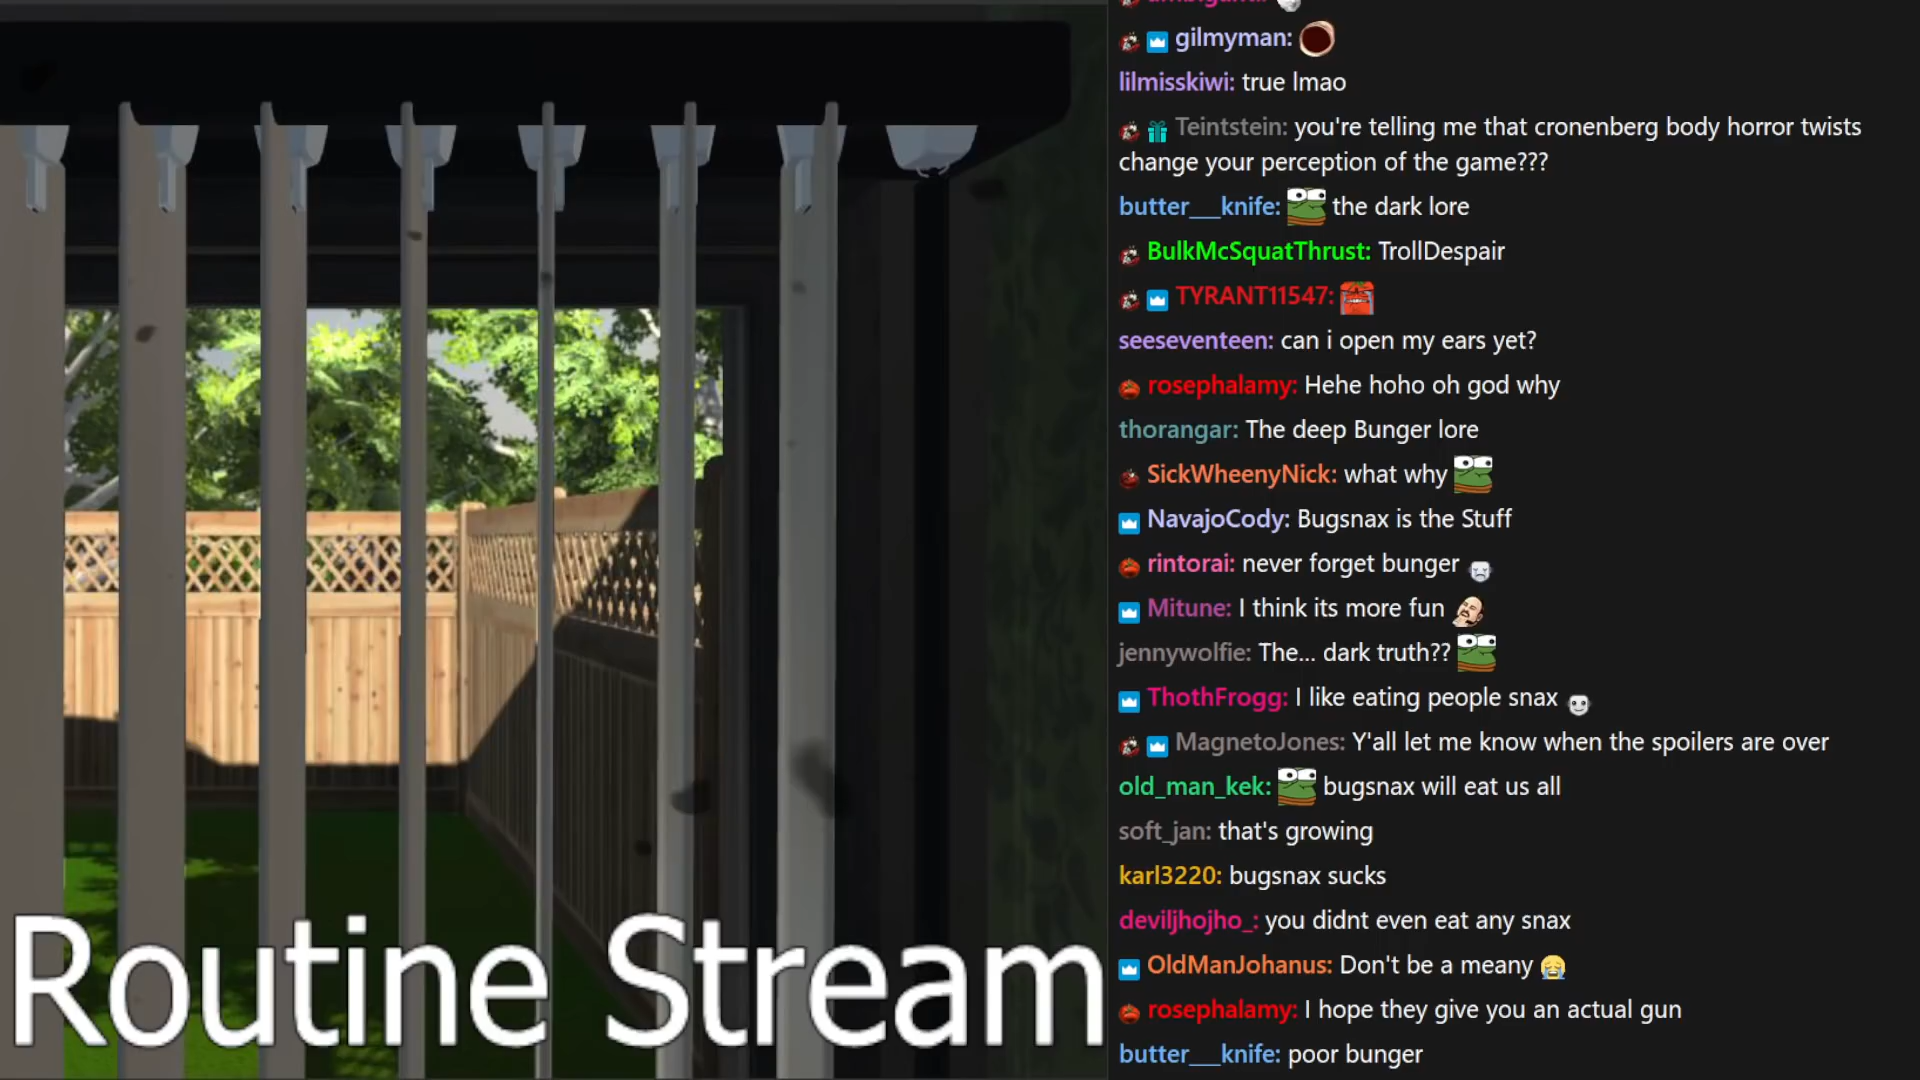 gilmyman:
lilmisskiwi: true lmao
Teintstein: you're telling me that cronenberg body horror twists
change your perception of the game???
butter___knife: the dark lore
BulkMcSquatThrust: TrollDespair
TYRANT11547:
seeseventeen: can i open my ears yet?
rosephalamy: Hehe hoho oh god why
thorangar: The deep Bunger lore
SickWheenyNick: what why
NavajoCody: Bugsnax is the Stuff
rintorai: never forget bunger
Mitune: I think its more fun
jennywolfie: The... dark truth??
ThothFrogg: I like eating people snax
MagnetoJones: Y'all let me know when the spoilers are over
old_man_kek: bugsnax will eat us all
soft_jan: that's growing
karl3220: bugsnax sucks
deviljhojho_: you didnt even eat any snax
OldManJohanus: Don't be a meany
rosephalamy: I hope they give you an actual gun
butter___knife: poor bunger
Routine Stream